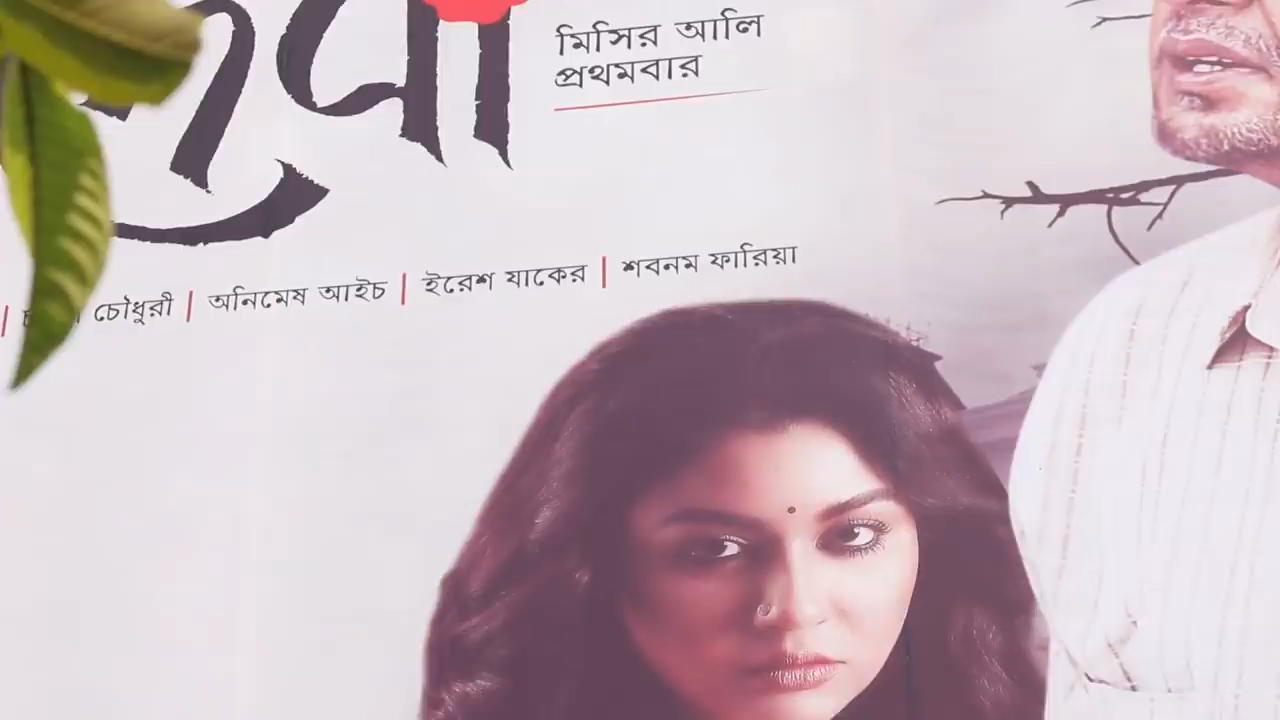 মিসির আলি
প্রথমবার
চৌধুরী | অনিমেষ আইচ | ইরেশ যাকের | শবনম ফারিয়া